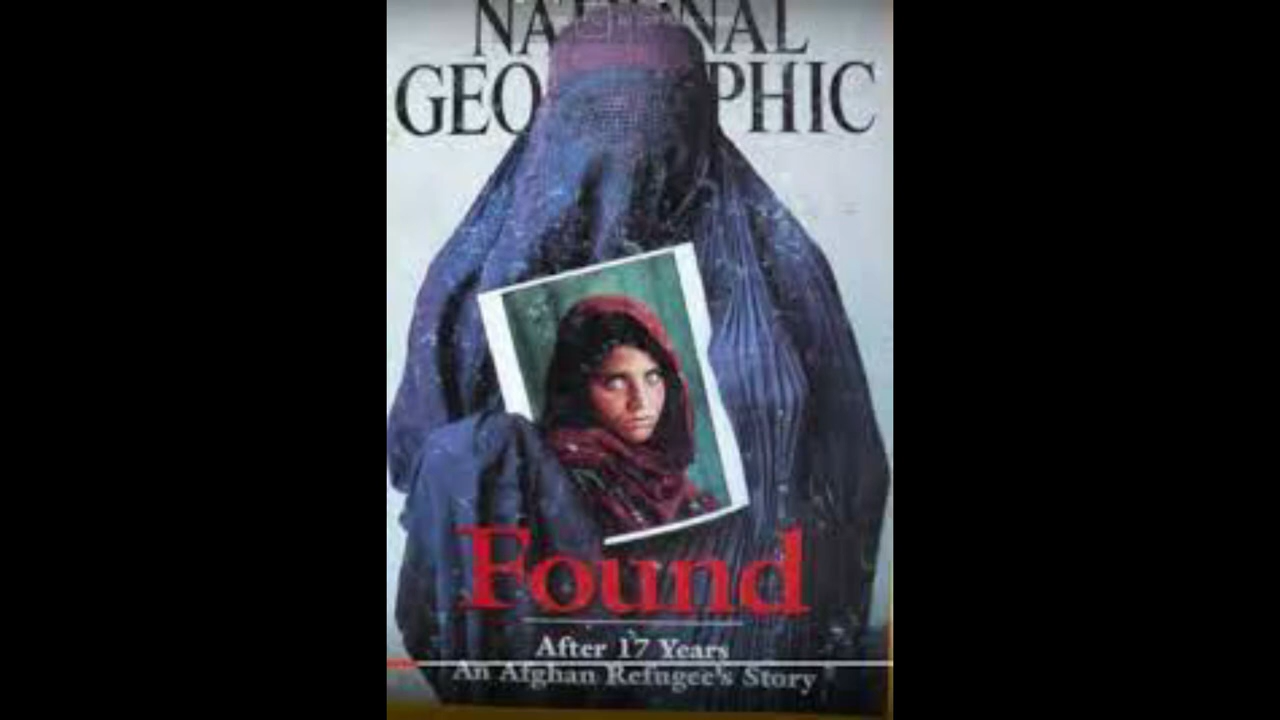 NATIONAL
GEOGRAPHIC
Found
After 17 Years
An Afghan Refugee's Story